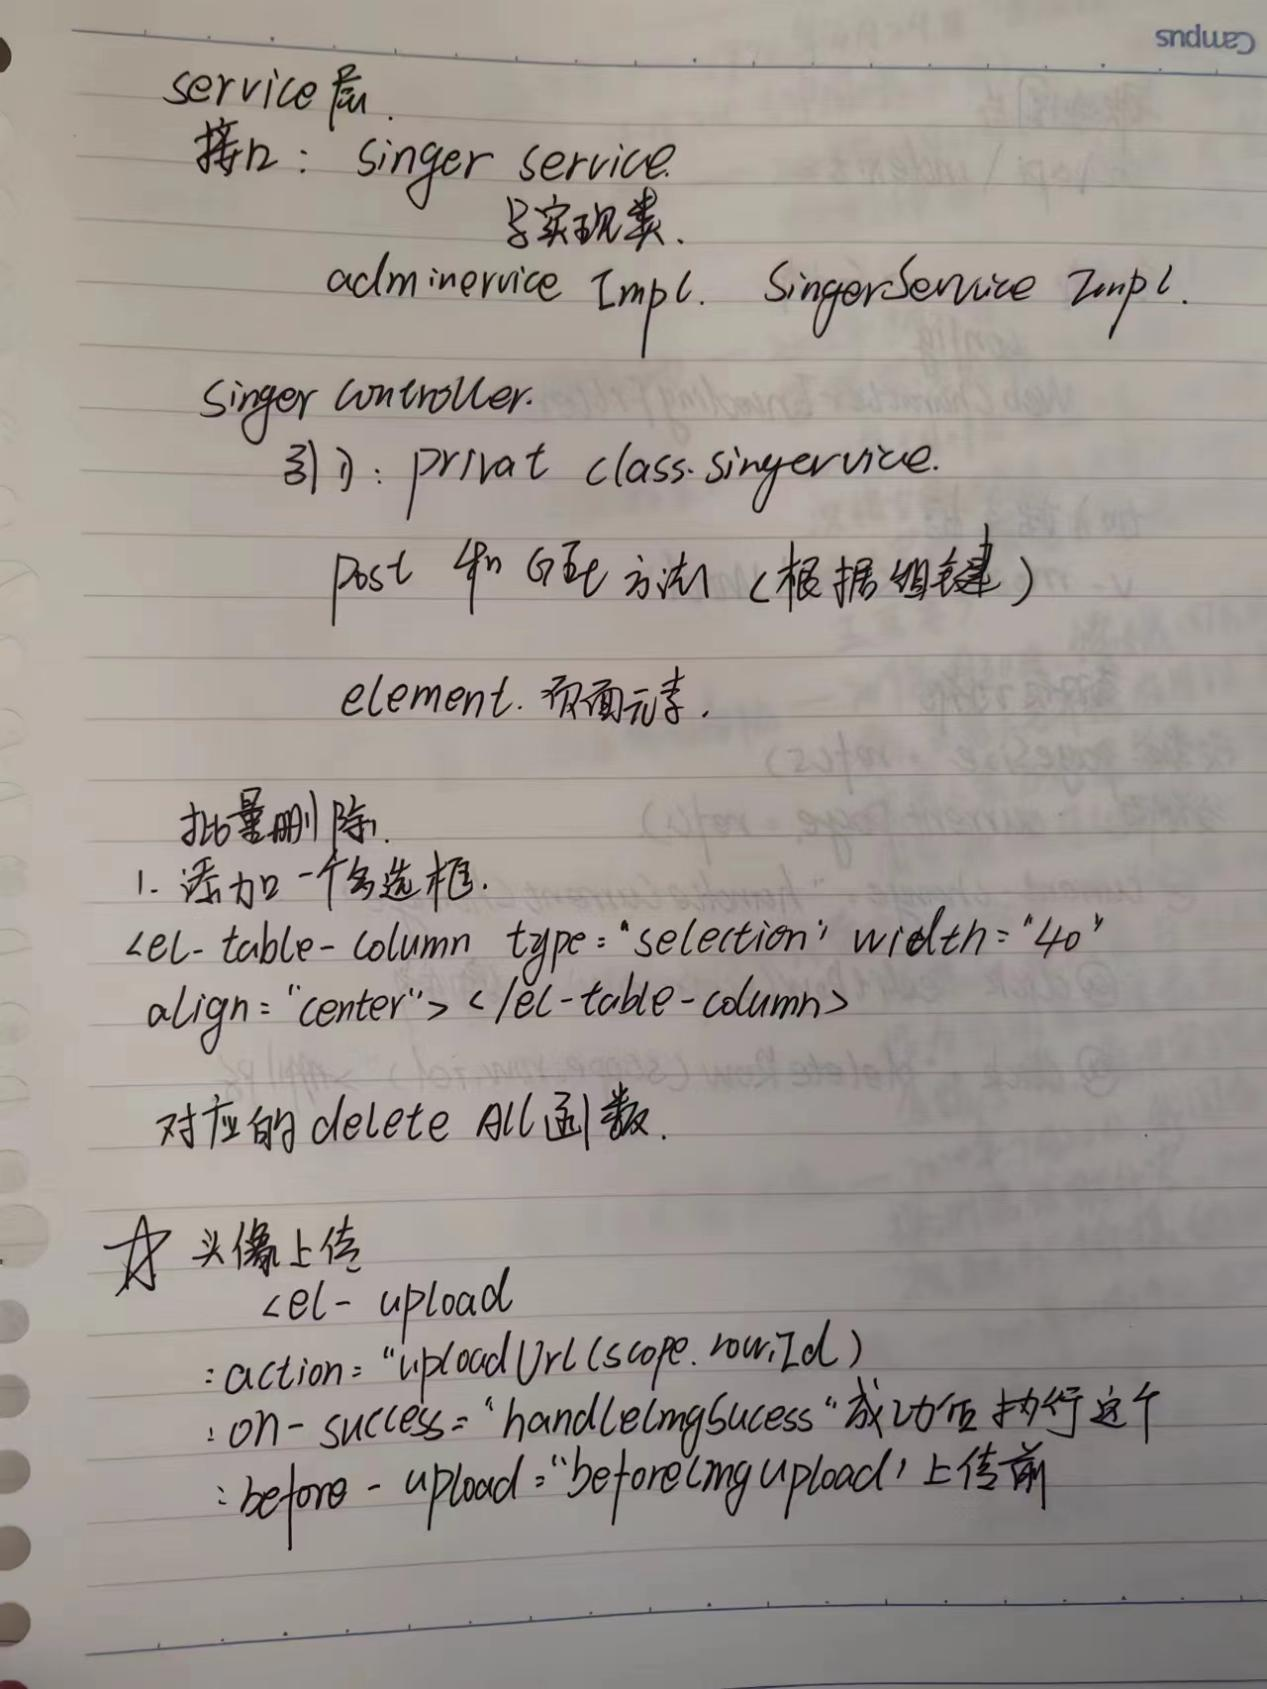 Campus
service层.
接口: singer service.
与实现类.
adminervice Impl. SingerService Impl.
Singer controller.
引入: privat class. singervice.
post 和 GEt 方法 (根据组键)
element. 页面元素.
批量删除.
1. 添加一个多选框.
<el-table-column type="selection" width="40"
align="center"></el-table-column>
对应的 delete All 函数.
☆ 头像上传
<el-upload
:action="uploadUrl(scope.row.Id)
:on-success="handleImgSucess"成功后执行这个
:before-upload="beforeImgUpload'上传前